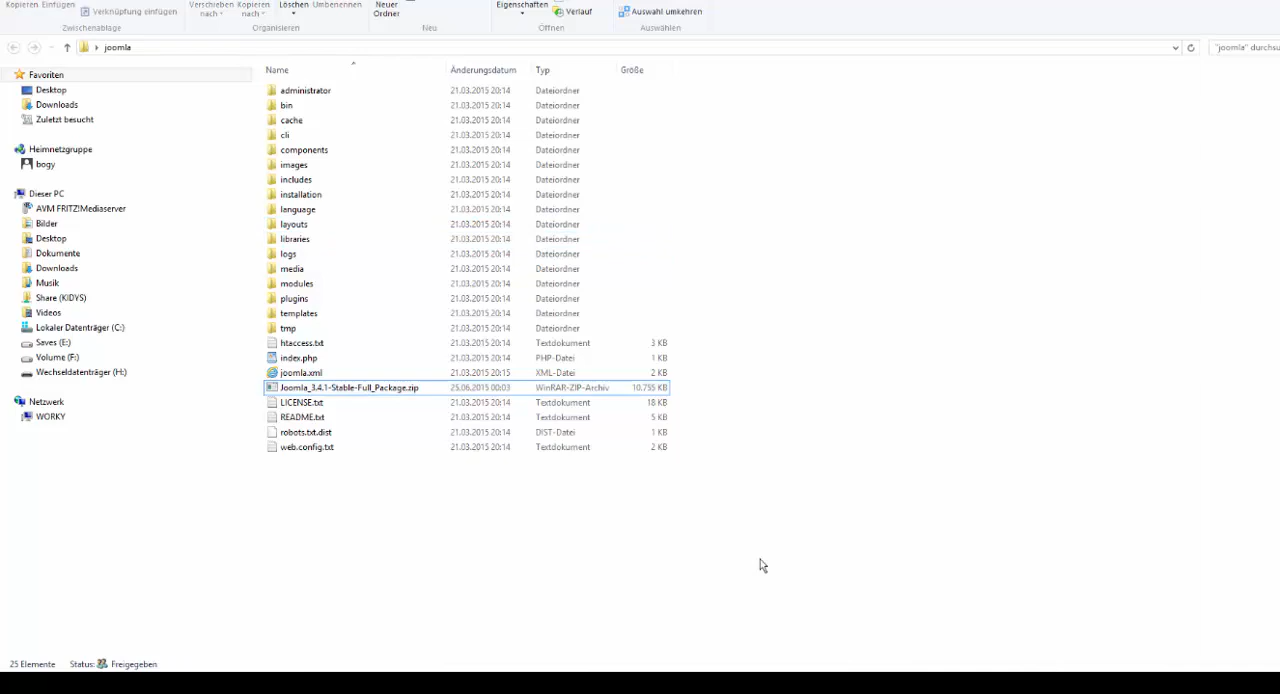 Kopieren Einfügen
Verknüpfung einfügen
Verschieben nach
Kopieren nach
Löschen
Umbenennen
Neuer Ordner
Eigenschaften
Verlauf
Auswahl umkehren
Zwischenablage
Organisieren
Neu
Öffnen
Auswählen
joomla
"joomla" durchsu
Favoriten
Desktop
Downloads
Zuletzt besucht
Heimnetzgruppe
bogy
Dieser PC
AVM FRITZ!Mediaserver
Bilder
Desktop
Dokumente
Downloads
Musik
Share (KIDYS)
Videos
Lokaler Datenträger (C:)
Saves (E:)
Volume (F:)
Wechseldatenträger (H:)
Netzwerk
WORKY
Name Änderungsdatum Typ Größe
administrator 21.03.2015 20:14 Dateiordner
bin 21.03.2015 20:14 Dateiordner
cache 21.03.2015 20:14 Dateiordner
cli 21.03.2015 20:14 Dateiordner
components 21.03.2015 20:14 Dateiordner
images 21.03.2015 20:14 Dateiordner
includes 21.03.2015 20:14 Dateiordner
installation 21.03.2015 20:14 Dateiordner
language 21.03.2015 20:14 Dateiordner
layouts 21.03.2015 20:14 Dateiordner
libraries 21.03.2015 20:14 Dateiordner
logs 21.03.2015 20:14 Dateiordner
media 21.03.2015 20:14 Dateiordner
modules 21.03.2015 20:14 Dateiordner
plugins 21.03.2015 20:14 Dateiordner
templates 21.03.2015 20:14 Dateiordner
tmp 21.03.2015 20:14 Dateiordner
htaccess.txt 21.03.2015 20:14 Textdokument 3 KB
index.php 21.03.2015 20:14 PHP-Datei 1 KB
joomla.xml 21.03.2015 20:15 XML-Datei 2 KB
Joomla_3.4.1-Stable-Full_Package.zip 25.06.2015 00:03 WinRAR-ZIP-Archiv 10.755 KB
LICENSE.txt 21.03.2015 20:14 Textdokument 18 KB
README.txt 21.03.2015 20:14 Textdokument 5 KB
robots.txt.dist 21.03.2015 20:14 DIST-Datei 1 KB
web.config.txt 21.03.2015 20:14 Textdokument 2 KB
25 Elemente Status: Freigegeben